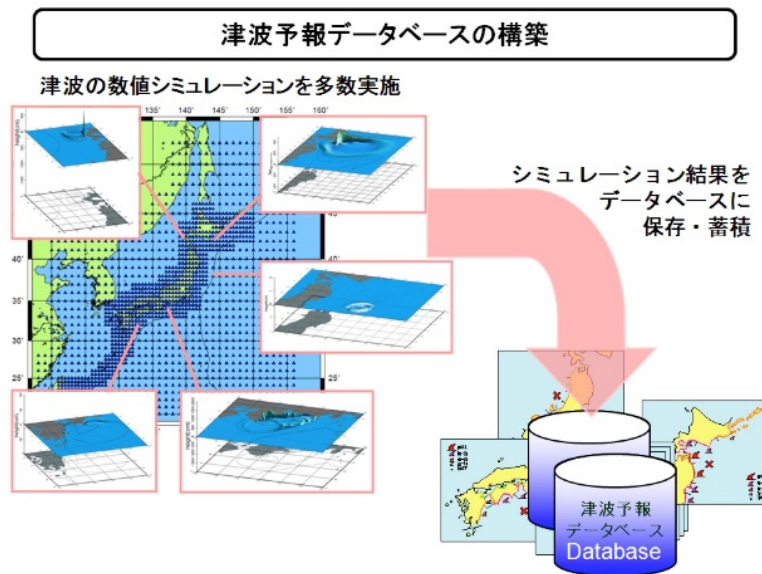 津波予報データベースの構築
津波の数値シミュレーションを多数実施
135° 140° 145° 150° 155° 160°
シミュレーション結果を
データベースに
保存・蓄積
45°
40° 40°
35° 35°
30° 30°
25° 25°
津波予報
データベース
Database